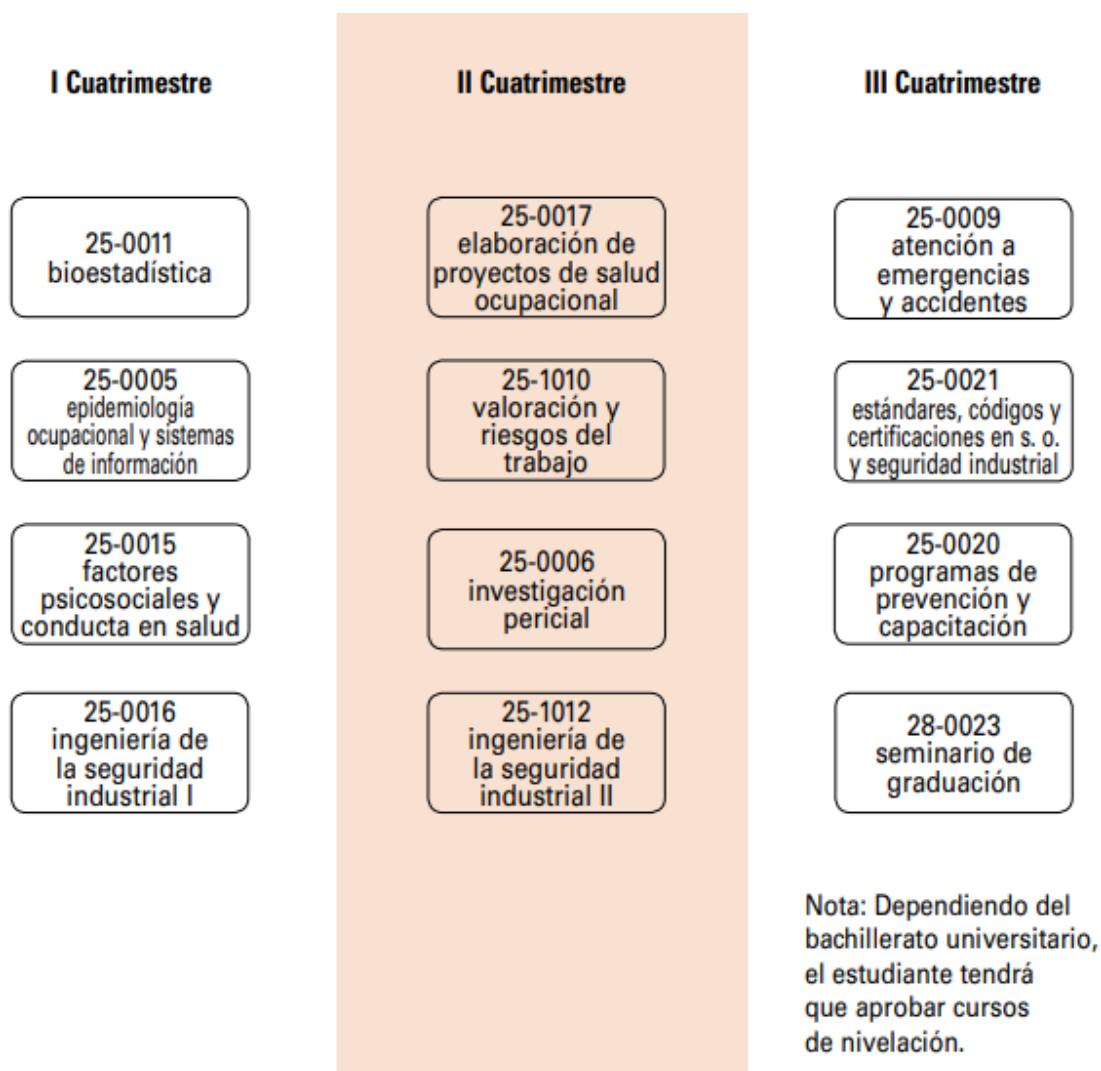 I Cuatrimestre
25-0011
bioestadística
25-0005
epidemiología
ocupacional y sistemas
de información
25-0015
factores
psicosociales y
conducta en salud
25-0016
ingeniería de
la seguridad
industrial I
II Cuatrimestre
25-0017
elaboración de
proyectos de salud
ocupacional
25-1010
valoración y
riesgos del
trabajo
25-0006
investigación
pericial
25-1012
ingeniería de
la seguridad
industrial II
III Cuatrimestre
25-0009
atención a
emergencias
y accidentes
25-0021
estándares, códigos y
certificaciones en s. o.
y seguridad industrial
25-0020
programas de
prevención y
capacitación
28-0023
seminario de
graduación
Nota: Dependiendo del
bachillerato universitario,
el estudiante tendrá
que aprobar cursos
de nivelación.